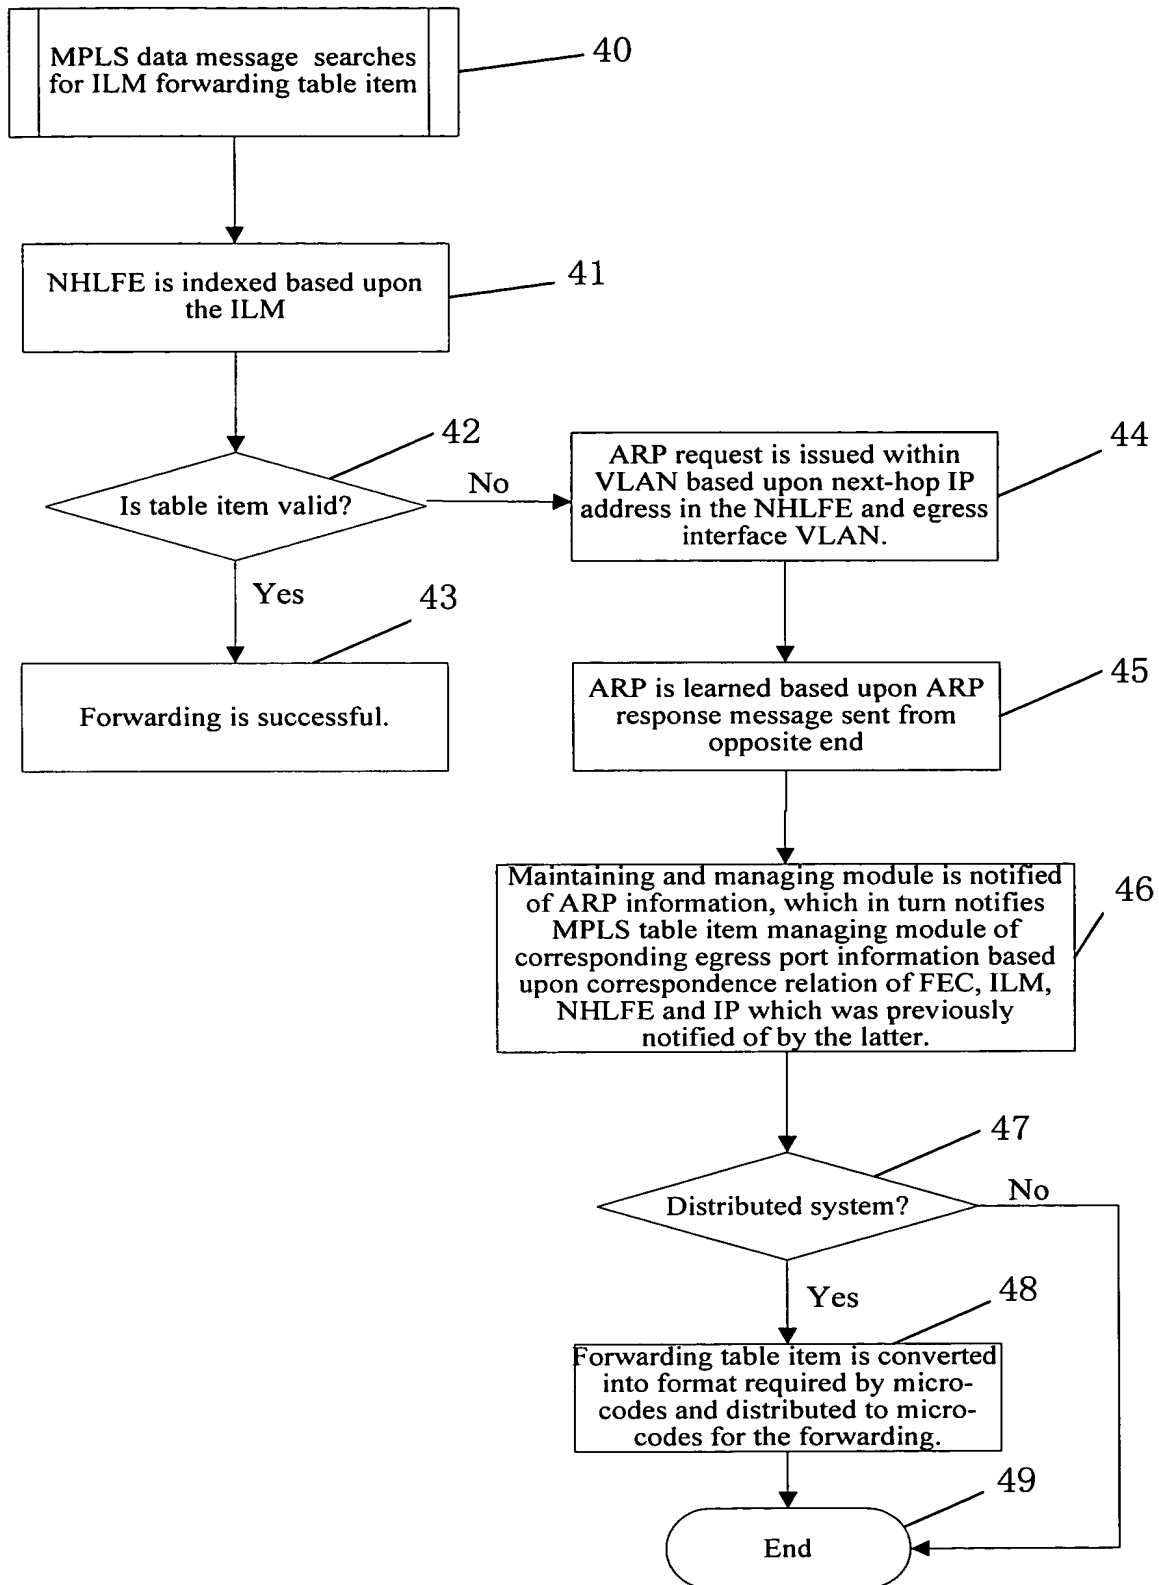 MPLS data message searches
for ILM forwarding table item
40
NHLFE is indexed based upon
the ILM
41
42
Is table item valid?
No
Yes
43
Forwarding is successful.
44
ARP request is issued within
VLAN based upon next-hop IP
address in the NHLFE and egress
interface VLAN.
45
ARP is learned based upon ARP
response message sent from
opposite end
46
Maintaining and managing module is notified
of ARP information, which in turn notifies
MPLS table item managing module of
corresponding egress port information based
upon correspondence relation of FEC, ILM,
NHLFE and IP which was previously
notified of by the latter.
47
Distributed system?
No
Yes
48
Forwarding table item is converted
into format required by micro-
codes and distributed to micro-
codes for the forwarding.
49
End